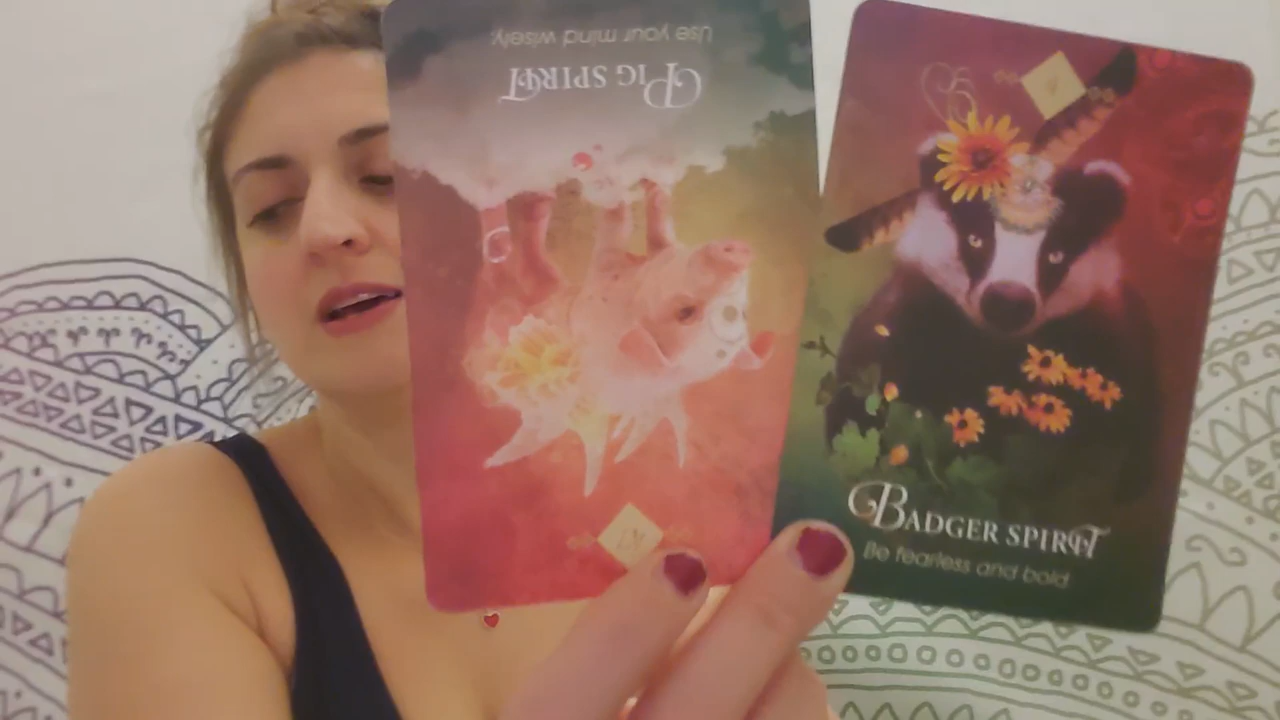 Use your mind wisely.
PIG SPIRIT
BADGER SPIRIT
Be fearless and bold